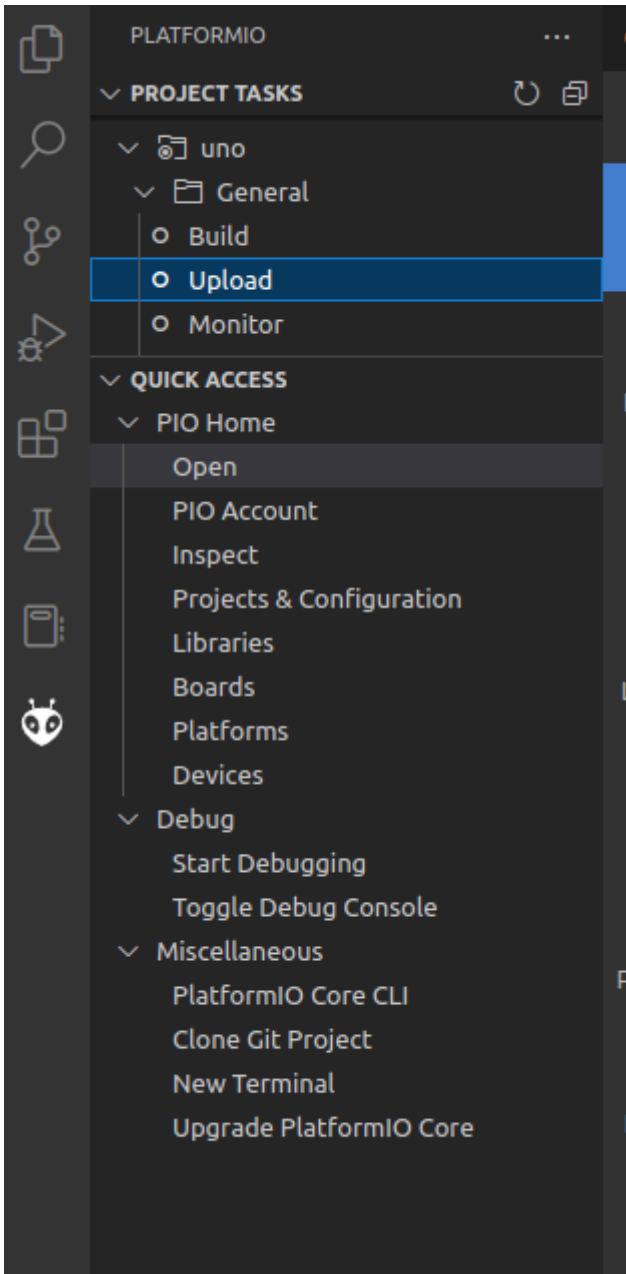 PLATFORMIO
PROJECT TASKS
uno
General
Build
Upload
Monitor
QUICK ACCESS
PIO Home
Open
PIO Account
Inspect
Projects & Configuration
Libraries
Boards
Platforms
Devices
Debug
Start Debugging
Toggle Debug Console
Miscellaneous
PlatformIO Core CLI
Clone Git Project
New Terminal
Upgrade PlatformIO Core